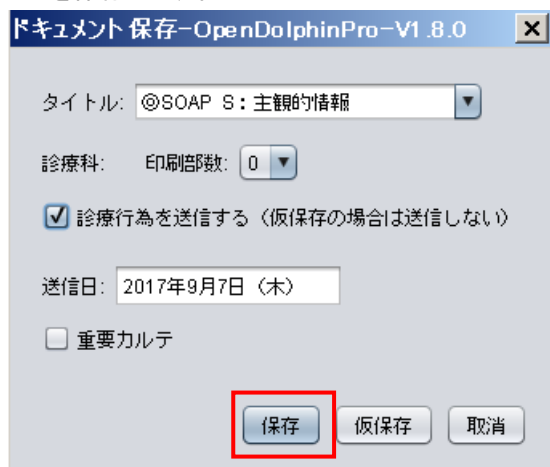 ドキュメント保存-OpenDolphinPro-V1.8.0
タイトル: ◎SOAP S:主観的情報
診療科: 印刷部数: 0
診療行為を送信する(仮保存の場合は送信しない)
送信日: 2017年9月7日(木)
重要カルテ
保存 仮保存 取消